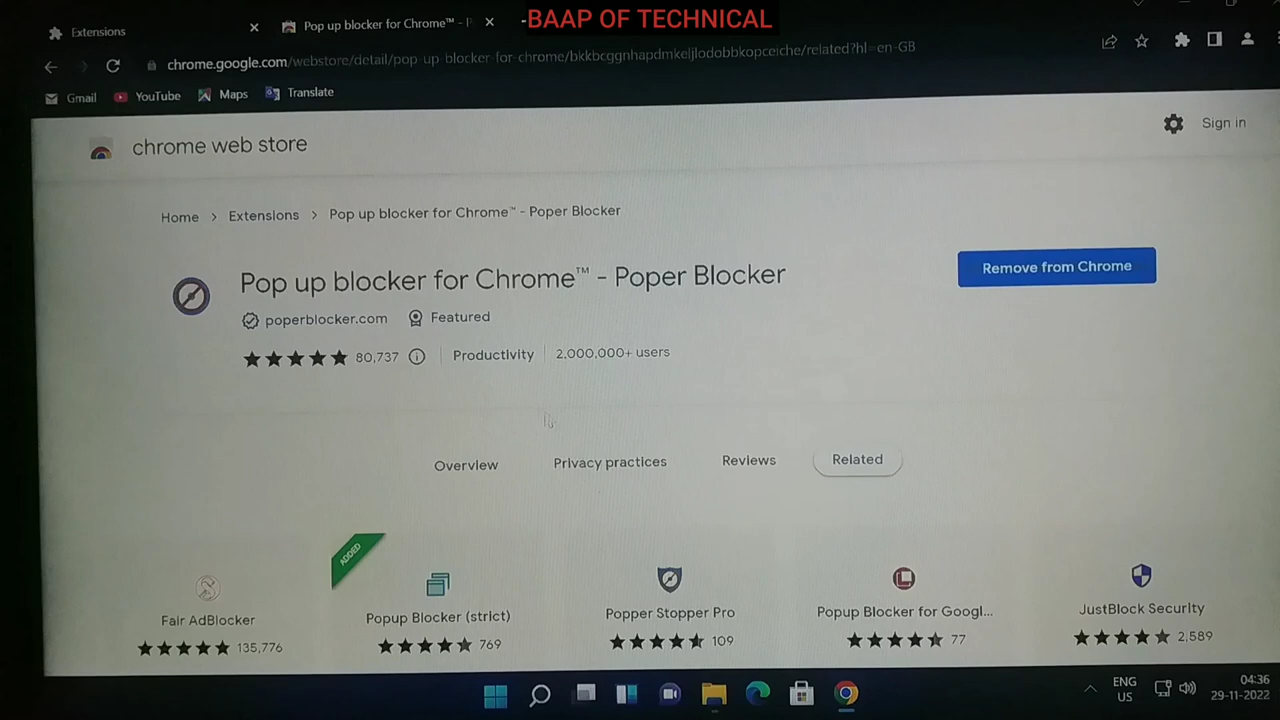 -BAAP OF TECHNICAL
Extensions
Pop up blocker for Chrome™ -
chrome.google.com/webstore/detail/pop-up-blocker-for-chrome/bkkbcggnhapdmkeljlodobbkopceiche/related?hl=en-GB
Gmail YouTube Maps Translate
chrome web store
Sign in
Home > Extensions > Pop up blocker for Chrome™ - Poper Blocker
Pop up blocker for Chrome™ - Poper Blocker
Remove from Chrome
poperblocker.com Featured
80,737 Productivity 2,000,000+ users
Overview Privacy practices Reviews Related
ADDED
Fair AdBlocker Popup Blocker (strict) Popper Stopper Pro Popup Blocker for Googl... JustBlock Security
135,776 769 109 77 2,589
ENG
US
04:36
29-11-2022